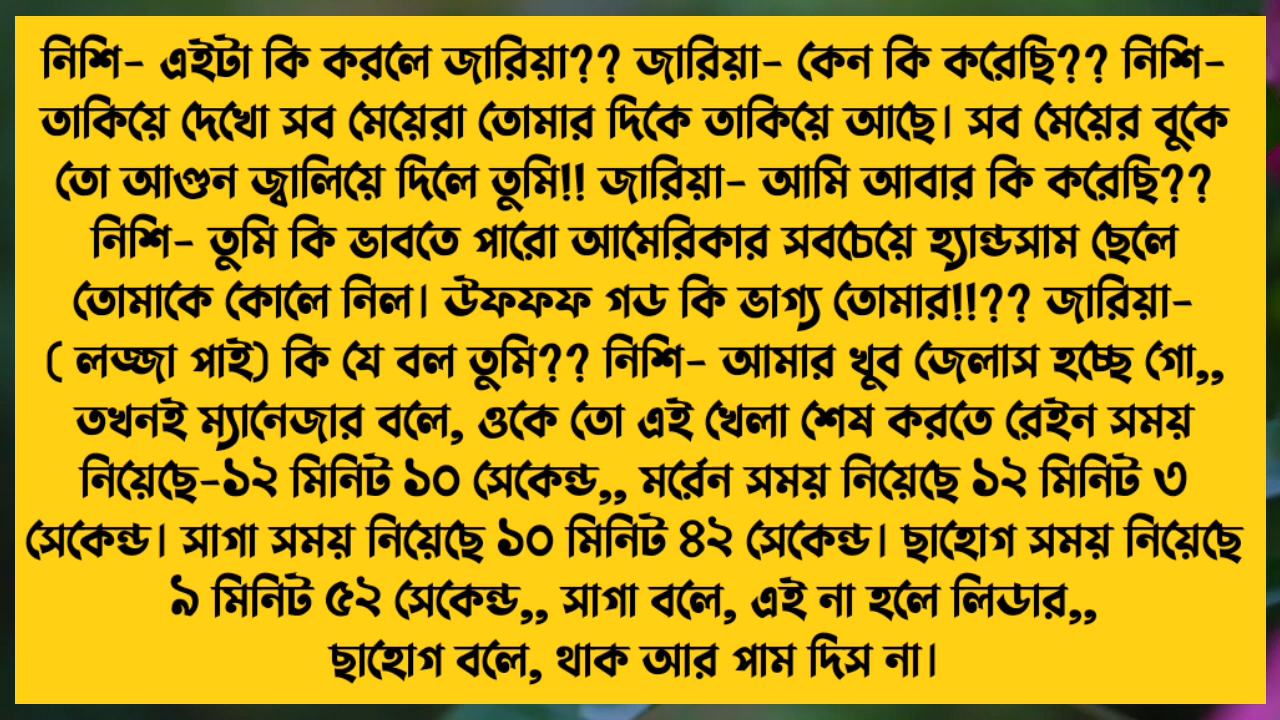 নিশি- এইটা কি করলে জারিয়া?? জারিয়া- কেন কি করেছি?? নিশি-
তাকিয়ে দেখো সব মেয়েরা তোমার দিকে তাকিয়ে আছে। সব মেয়ের বুকে
তো আগুন জ্বালিয়ে দিলে তুমি!! জারিয়া- আমি আবার কি করেছি??
নিশি- তুমি কি ভাবতে পারো আমেরিকার সবচেয়ে হ্যান্ডসাম ছেলে
তোমাকে কোলে নিল। উফফফ গড কি ভাগ্য তোমার!!?? জারিয়া-
( লজ্জা পাই) কি যে বল তুমি?? নিশি- আমার খুব জেলাস হচ্ছে গো,,
তখনই ম্যানেজার বলে, ওকে তো এই খেলা শেষ করতে রেইন সময়
নিয়েছে-১২ মিনিট ১০ সেকেন্ড,, মর্রেন সময় নিয়েছে ১২ মিনিট ৩
সেকেন্ড। সাগা সময় নিয়েছে ১০ মিনিট ৪২ সেকেন্ড। ছাহোগ সময় নিয়েছে
৯ মিনিট ৫২ সেকেন্ড,, সাগা বলে, এই না হলে লিডার,,
ছাহোগ বলে, থাক আর পাম দিস না।